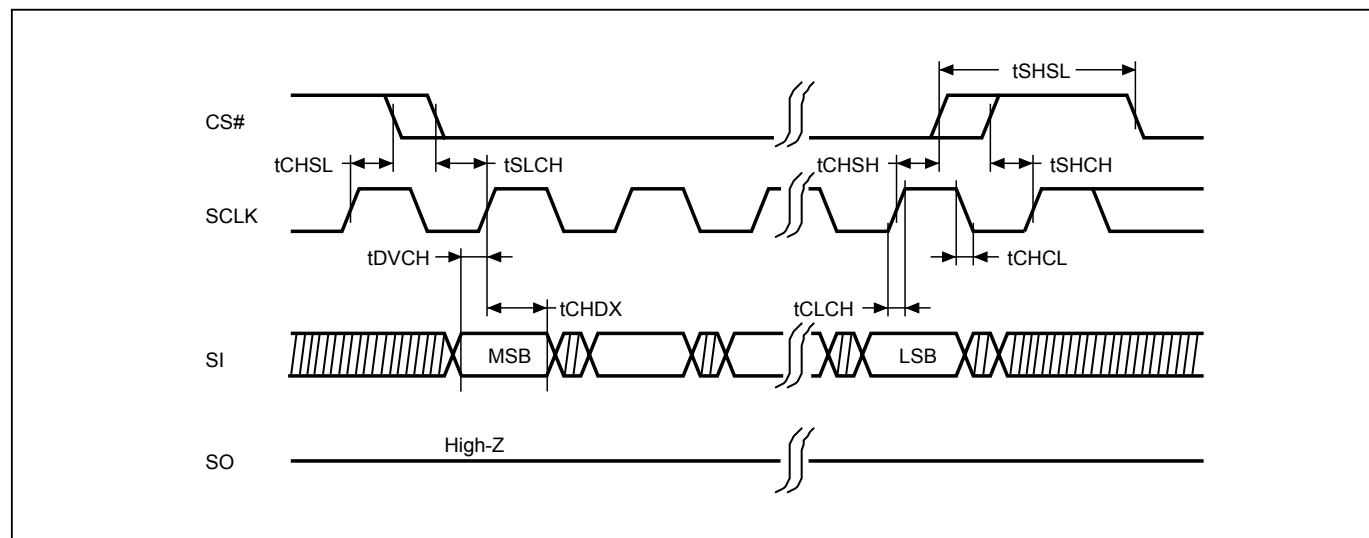 tSHSL
CS#
tCHSL
tSLCH
tCHSH
tSHCH
SCLK
tDVCH
tCHCL
tCHDX
tCLCH
SI
MSB
LSB
High-Z
SO